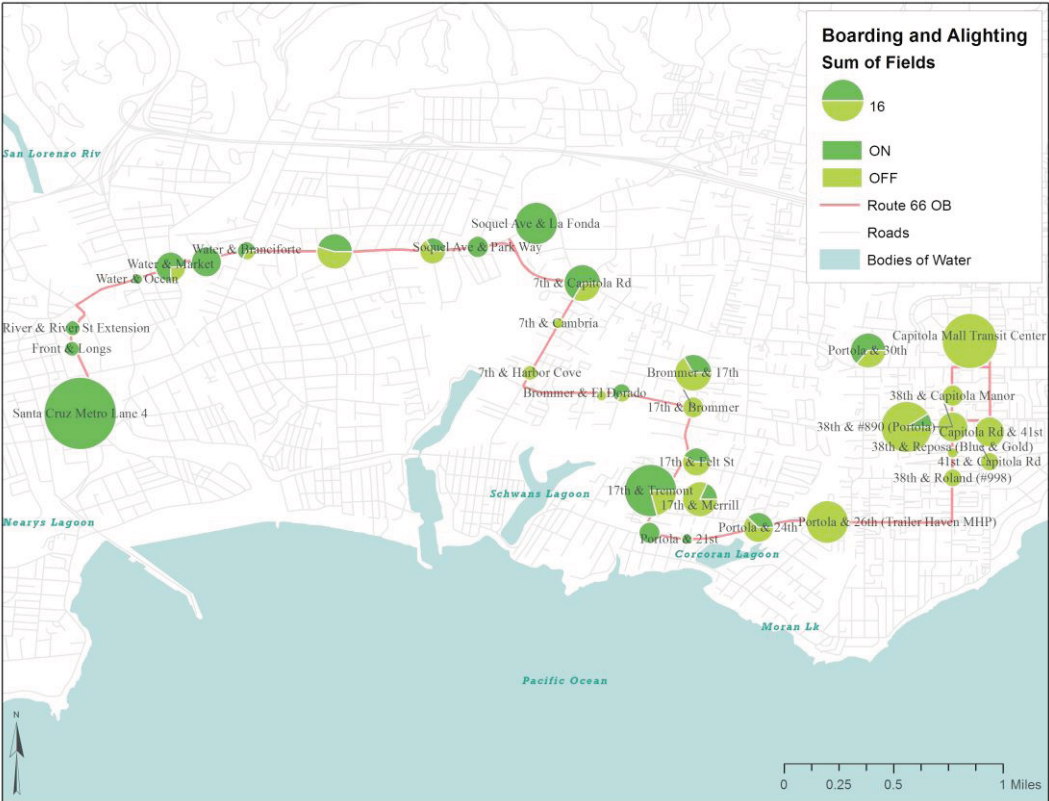 Boarding and Alighting
Sum of Fields
16
ON
OFF
Route 66 OB
Roads
Bodies of Water
San Lorenzo Riv
Soquel Ave & La Fonda
Water & Branciforte
Soquel Ave & Park Way
Water & Market
Water & Ocean
7th & Capitola Rd
River & River St Extension
7th & Cambria
Front & Longs
Capitola Mall Transit Center
Portola & 30th
7th & Harbor Cove
Brommer & 17th
Brommer & El Dorado
38th & Capitola Manor
Santa Cruz Metro Lane 4
17th & Brommer
38th & #890 (Portola)
Capitola Rd & 41st
38th & Reposa (Blue & Gold)
17th & Felt St
41st & Capitola Rd
38th & Roland (#998)
Schwans Lagoon
17th & Tremont
17th & Merrill
Nearys Lagoon
Portola & 24th
Portola & 26th (Trailer Haven MHP)
Portola & 21st
Corcoran Lagoon
Moran Lk
Pacific Ocean
N
0 0.25 0.5 1 Miles